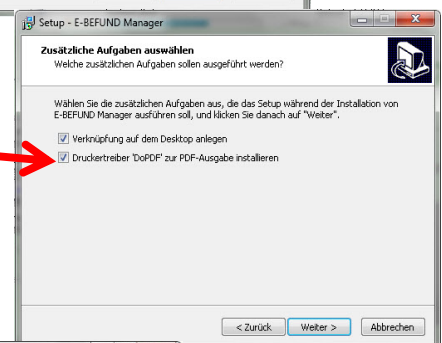 Setup - E-BEFUND Manager
Zusätzliche Aufgaben auswählen
Welche zusätzlichen Aufgaben sollen ausgeführt werden?
Wählen Sie die zusätzlichen Aufgaben aus, die das Setup während der Installation von
E-BEFUND Manager ausführen soll, und klicken Sie danach auf "Weiter".
Verknüpfung auf dem Desktop anlegen
Druckertreiber 'DoPDF' zur PDF-Ausgabe installieren
< Zurück
Weiter >
Abbrechen